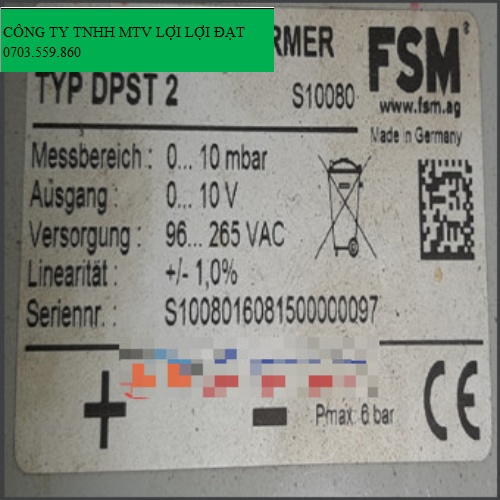 CÔNG TY TNHH MTV LỢI LỢI ĐẠT
0703.559.860
RMER
FSM®
TYP DPST 2
S10080
www.fsm.ag
Made in Germany
Messbereich : 0... 10 mbar
Ausgang : 0... 10 V
Versorgung : 96... 265 VAC
Linearität : +/- 1,0%
Seriennr. : S1008016081500000097
+
-
Pmax. 6 bar
CE